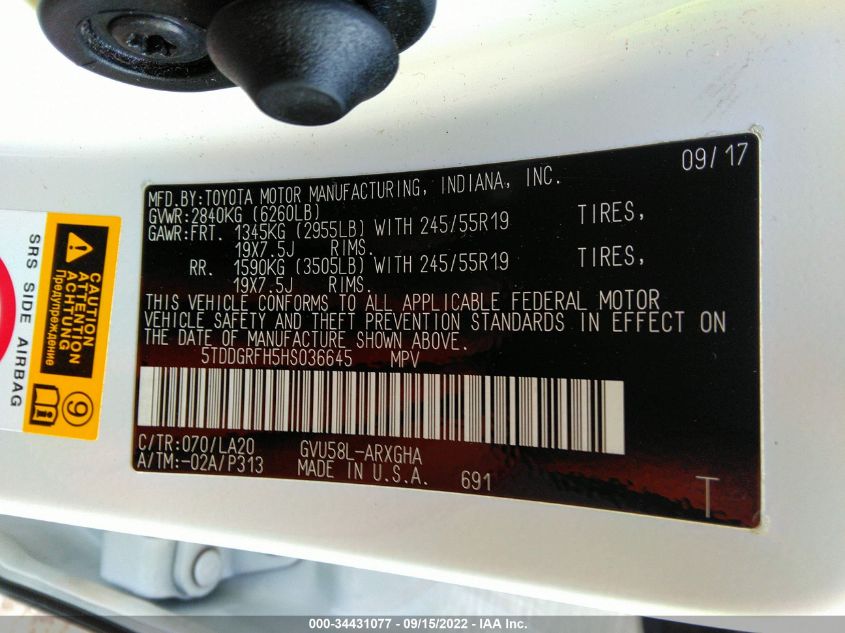 09/17
MFD.BY:TOYOTA MOTOR MANUFACTURING, INDIANA, INC.
GVWR:2840KG (6260LB)
GAWR:FRT. 1345KG (2955LB) WITH 245/55R19 TIRES,
19X7.5J RIMS.
RR. 1590KG (3505LB) WITH 245/55R19 TIRES,
19X7.5J RIMS.
THIS VEHICLE CONFORMS TO ALL APPLICABLE FEDERAL MOTOR
VEHICLE SAFETY AND THEFT PREVENTION STANDARDS IN EFFECT ON
THE DATE OF MANUFACTURE SHOWN ABOVE.
5TDDGRFH5HS036645 MPV
C/TR:070/LA20 GVU58L-ARXGHA
A/TM:-02A/P313 MADE IN U.S.A. 691
T
SRS SIDE AIRBAG
CAUTION
ATTENTION
ACHTUNG
Предупреждение
9
000-34431077 - 09/15/2022 - IAA Inc.